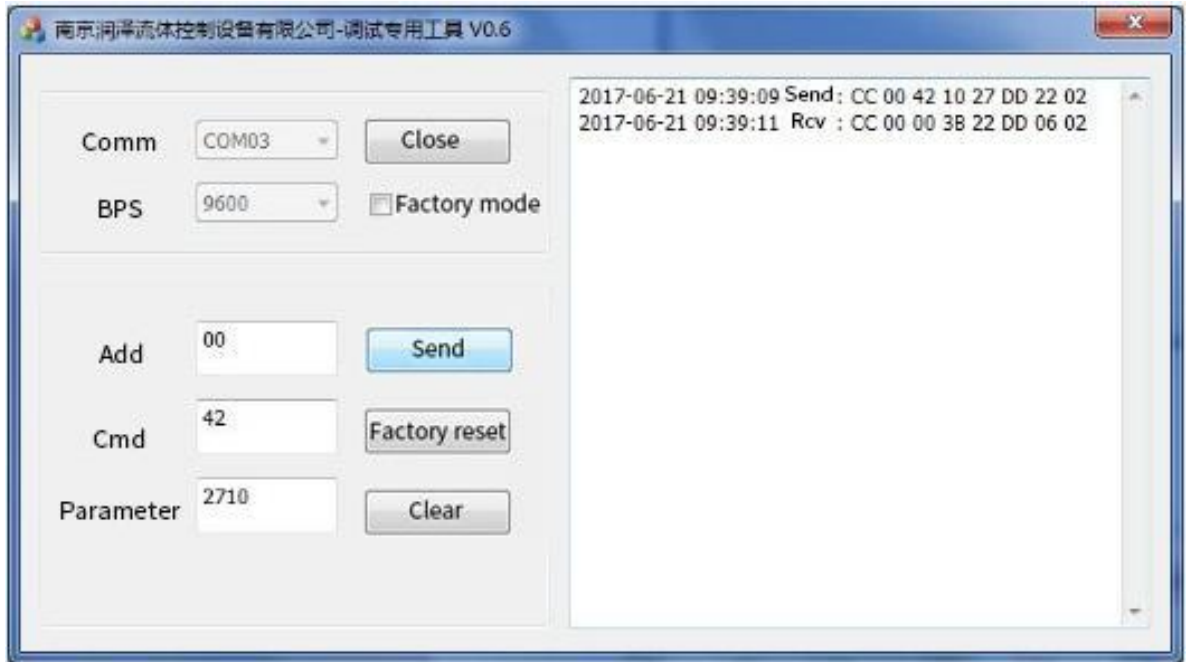 南京润泽流体控制设备有限公司-调试专用工具 V0.6
Comm
COM03
Close
BPS
9600
Factory mode
Add
00
Send
Cmd
42
Factory reset
Parameter
2710
Clear
2017-06-21 09:39:09 Send: CC 00 42 10 27 DD 22 02
2017-06-21 09:39:11 Rcv : CC 00 00 3B 22 DD 06 02